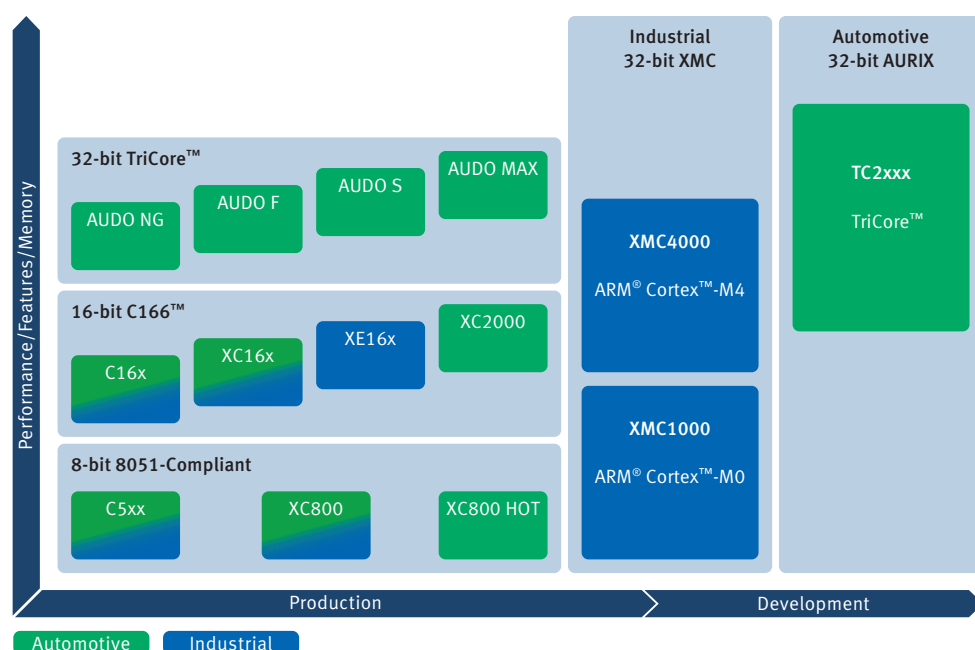 Performance/Features/Memory
Industrial
32-bit XMC
Automotive
32-bit AURIX
32-bit TriCore™
AUDO NG
AUDO F
AUDO S
AUDO MAX
16-bit C166™
C16x
XC16x
XE16x
XC2000
8-bit 8051-Compliant
C5xx
XC800
XC800 HOT
XMC4000
ARM® Cortex™-M4
XMC1000
ARM® Cortex™-M0
TC2xxx
TriCore™
Production
Development
Automotive
Industrial